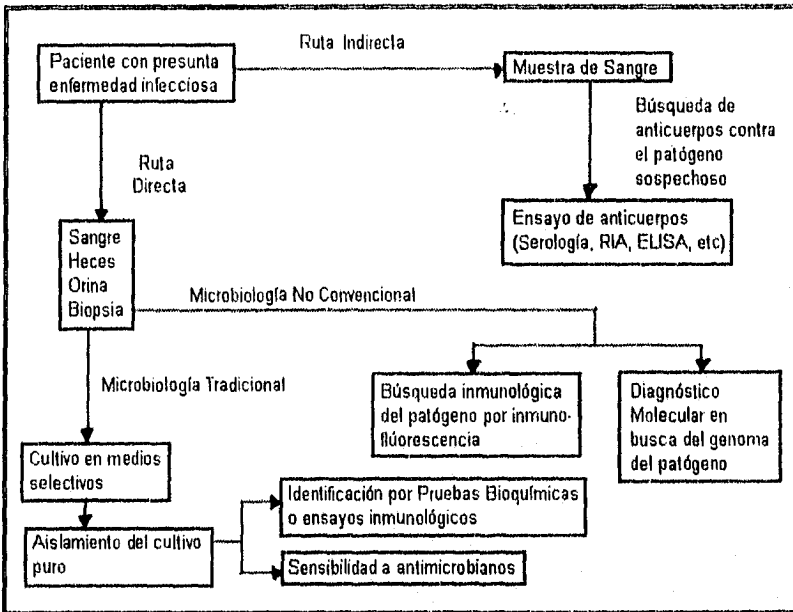 Paciente con presunta
enfermedad infecciosa
Ruta Indirecta
Muestra de Sangre
Búsqueda de
anticuerpos contra
el patógeno
sospechoso
Ensayo de anticuerpos
(Serología, RIA, ELISA, etc)
Ruta
Directa
Sangre
Heces
Orina
Biopsia
Microbiología No Convencional
Búsqueda inmunológica
del patógeno por inmuno-
flúorescencia
Diagnóstico
Molecular en
busca del genoma
del patógeno
Microbiología Tradicional
Cultivo en medios
selectivos
Aislamiento del cultivo
puro
Identificación por Pruebas Bioquímicas
o ensayos inmunológicos
Sensibilidad a antimicrobianos